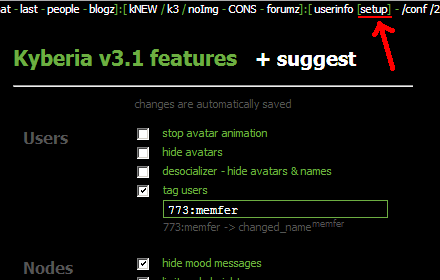 at - last - people - blogz]:[ kNEW / k3 / noImg - CONS - forumz]:[ userinfo [setup] - /conf /2
Kyberia v3.1 features + suggest
changes are automatically saved
Users
stop avatar animation
hide avatars
desocializer - hide avatars & names
tag users
773:memfer
773:memfer -> changed_name memfer
Nodes
hide mood messages